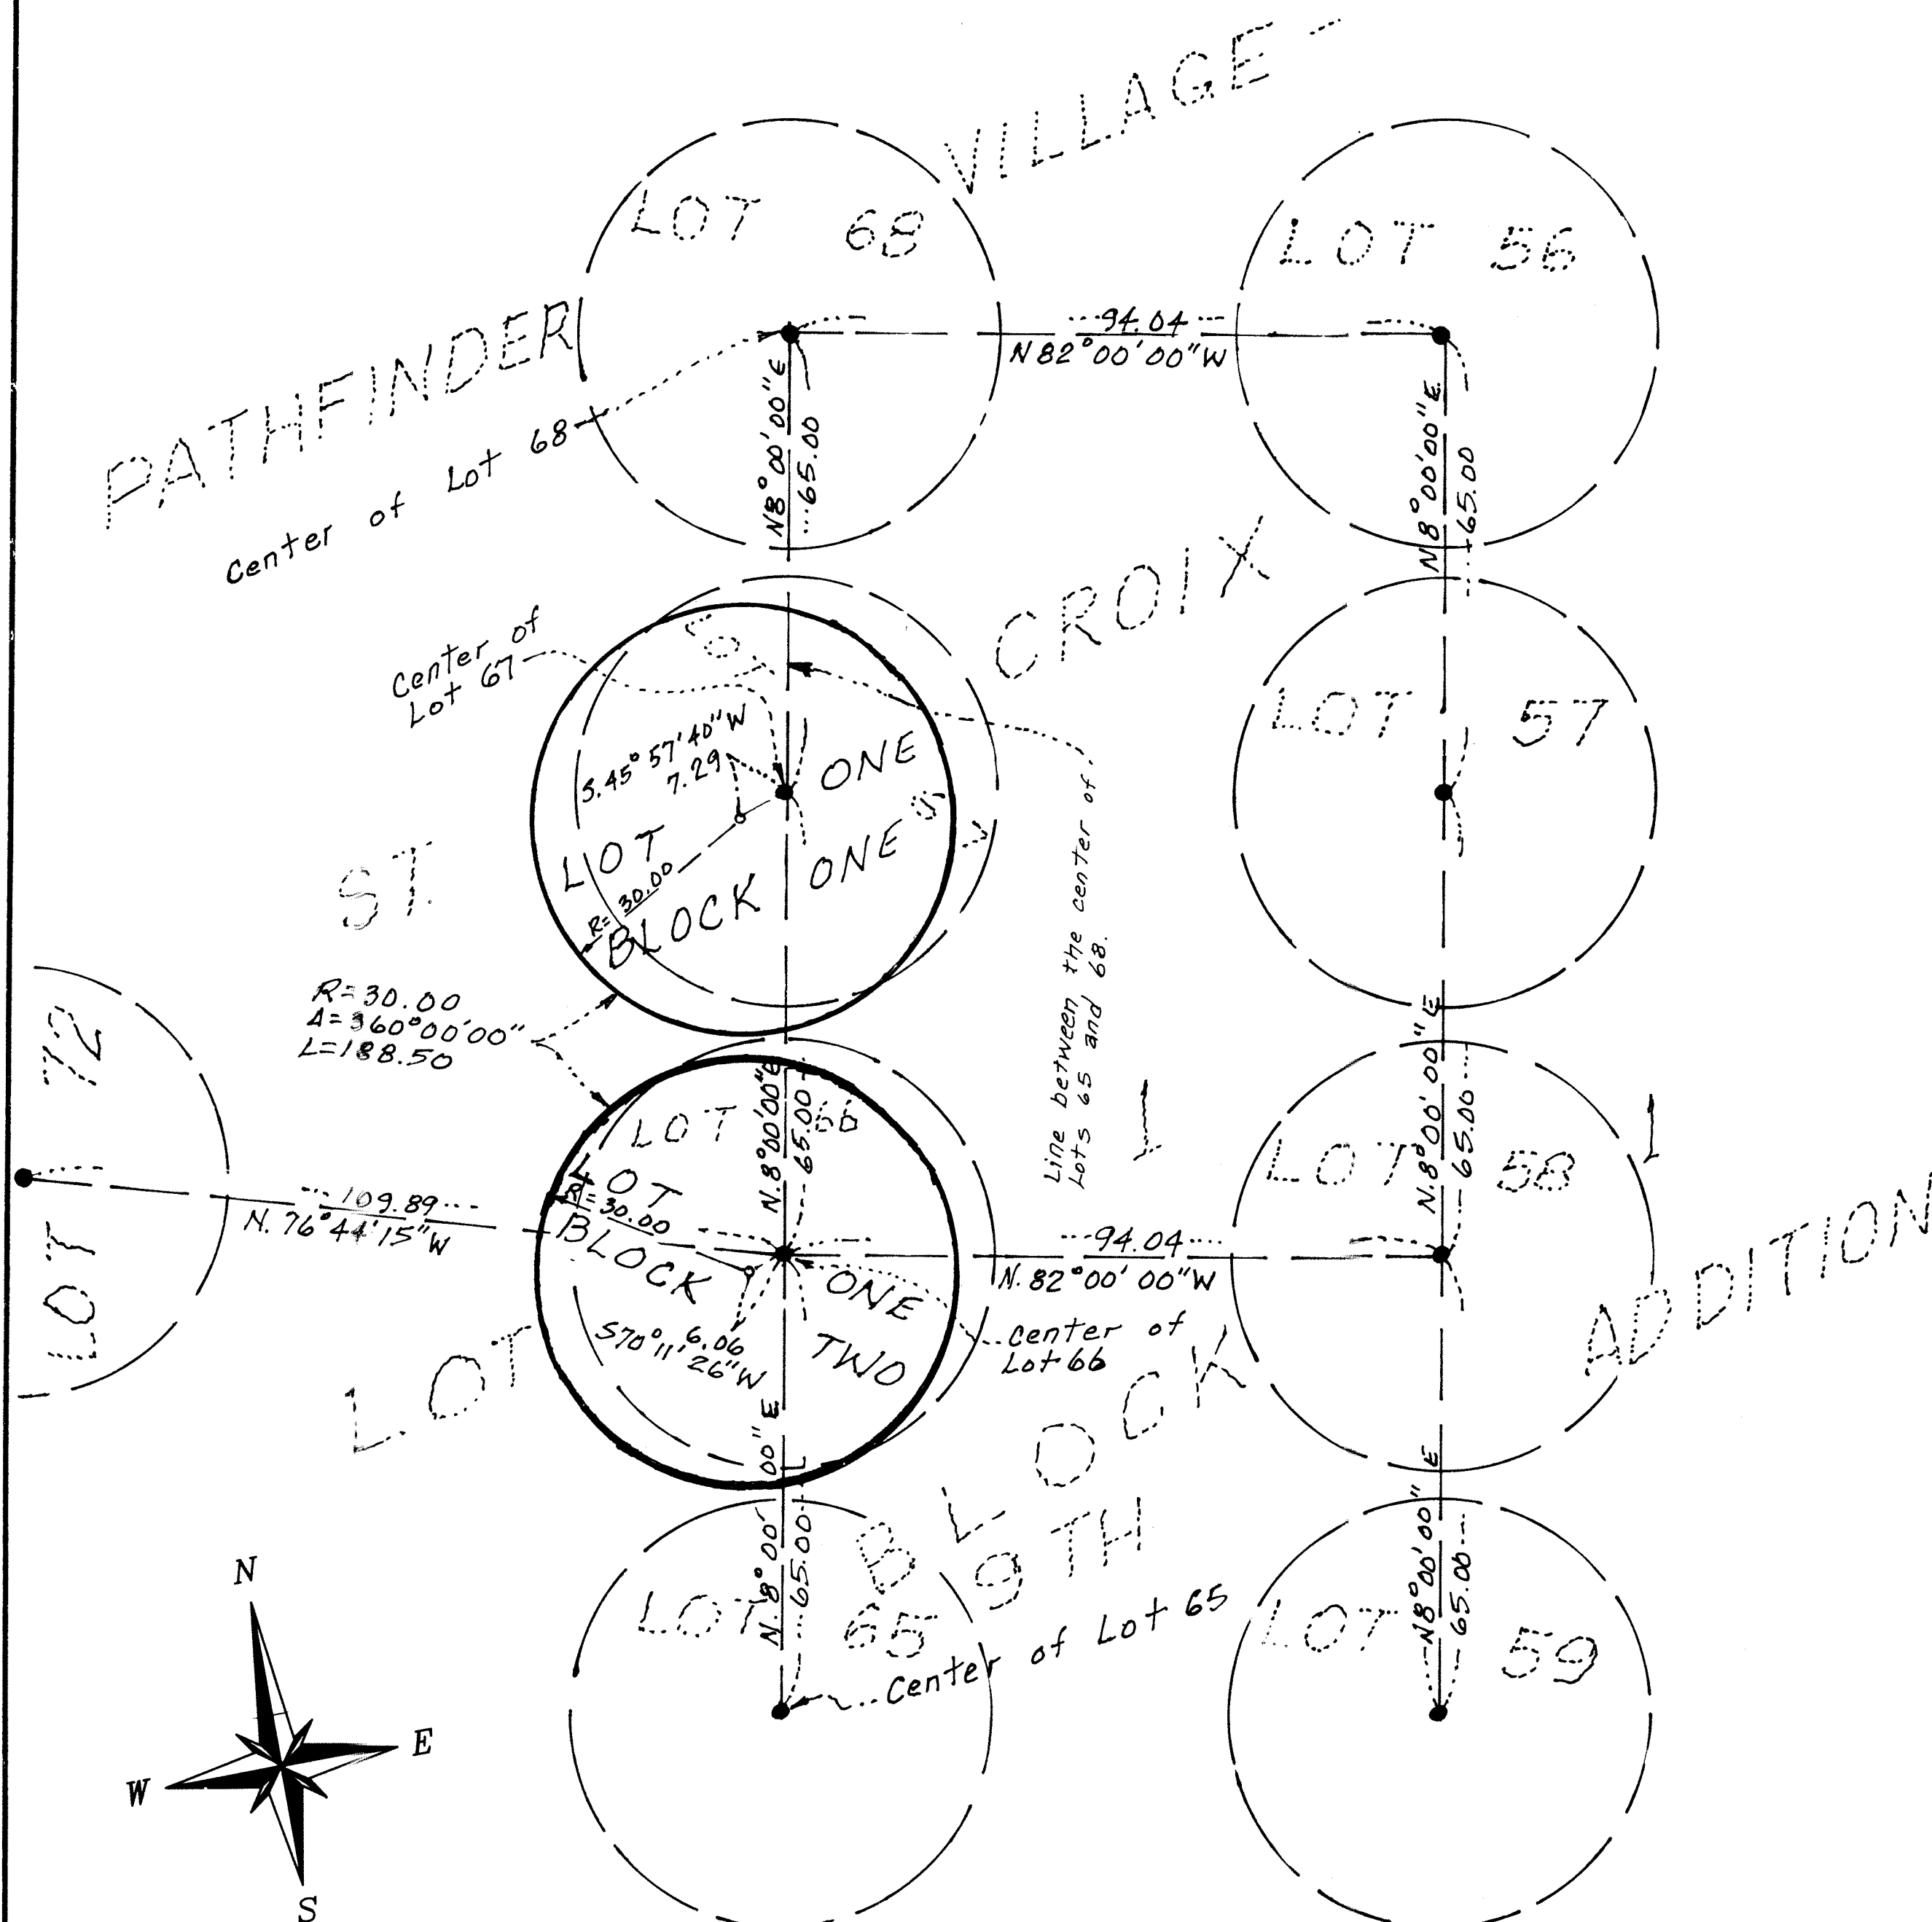 VILLAGE
PATHFINDER
LOT 68
LOT 56
94.04
N 82°00'00"W
N8°00'00"E
65.00
N8°00'00"E
65.00
Center of Lot 68
ST. CROIX
Center of
Lot 67
S.45°57'40"W
7.29
LOT ONE
BLOCK ONE
R=30.00
LOT 57
Line between the center of
Lots 65 and 68.
R=30.00
Δ=360°00'00"
L=188.50
LOT 72
109.89
N.76°44'15"W
LOT 66
N.8°00'00"E
65.00
LOT ONE
BLOCK TWO
R=30.00
S70°11'26"W
6.06
94.04
N.82°00'00"W
Center of
Lot 66
LOT 58
N.8°00'00"E
65.00
1
1
ADDITION
LOT
BLOCK
9TH
LOT 65
N.8°00'00"E
65.00
Center of Lot 65
LOT 59
N8°00'00"E
65.00
N
W
E
S